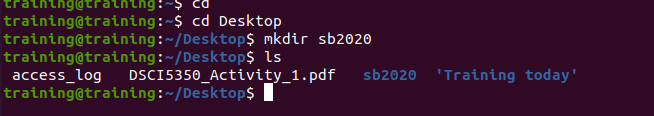 training@training:~$ cd
training@training:~$ cd Desktop
training@training:~/Desktop$ mkdir sb2020
training@training:~/Desktop$ ls
access_log   DSCI5350_Activity_1.pdf   sb2020  'Training today'
training@training:~/Desktop$